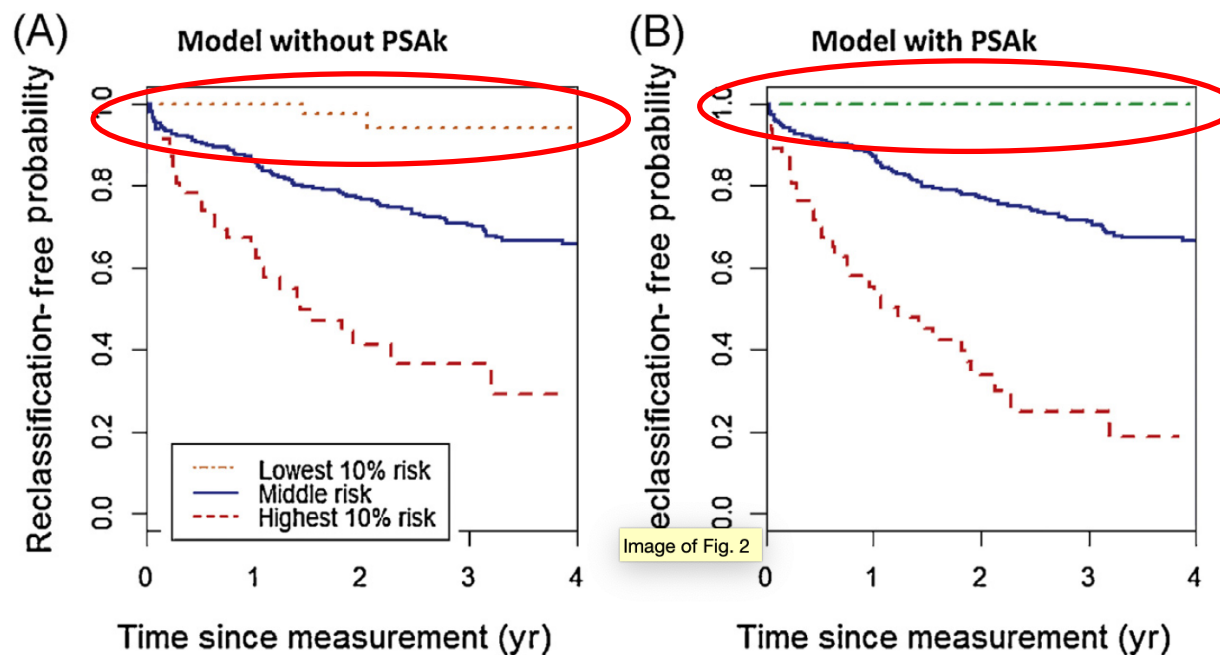 (A) Model without PSAk
Reclassification-free probability
1.0
0.8
0.6
0.4
0.2
0.0
Lowest 10% risk
Middle risk
Highest 10% risk
0 1 2 3 4
Time since measurement (yr)
(B) Model with PSAk
eclassification-free probability
1.0
0.8
0.6
0.4
0.2
0.0
Image of Fig. 2
0 1 2 3 4
Time since measurement (yr)